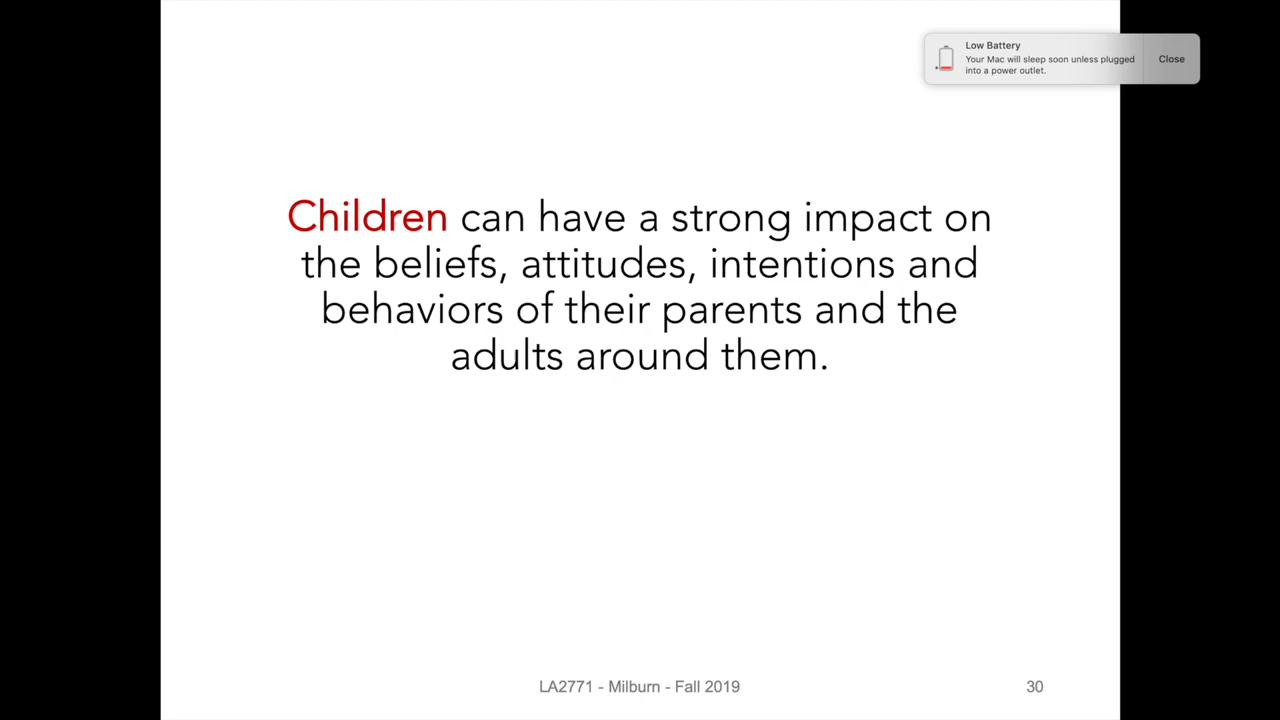 Low Battery
Your Mac will sleep soon unless plugged
into a power outlet.
Close
Children can have a strong impact on
the beliefs, attitudes, intentions and
behaviors of their parents and the
adults around them.
LA2771 - Milburn - Fall 2019
30